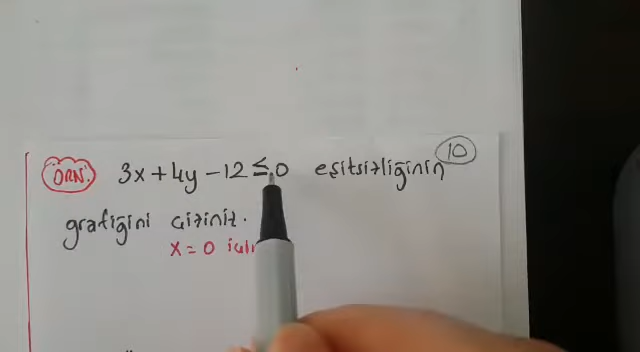 ÖRN: 3x + 4y - 12 ≤ 0 eşitsizliğinin 10
grafiğini çiziniz.
x = 0 için